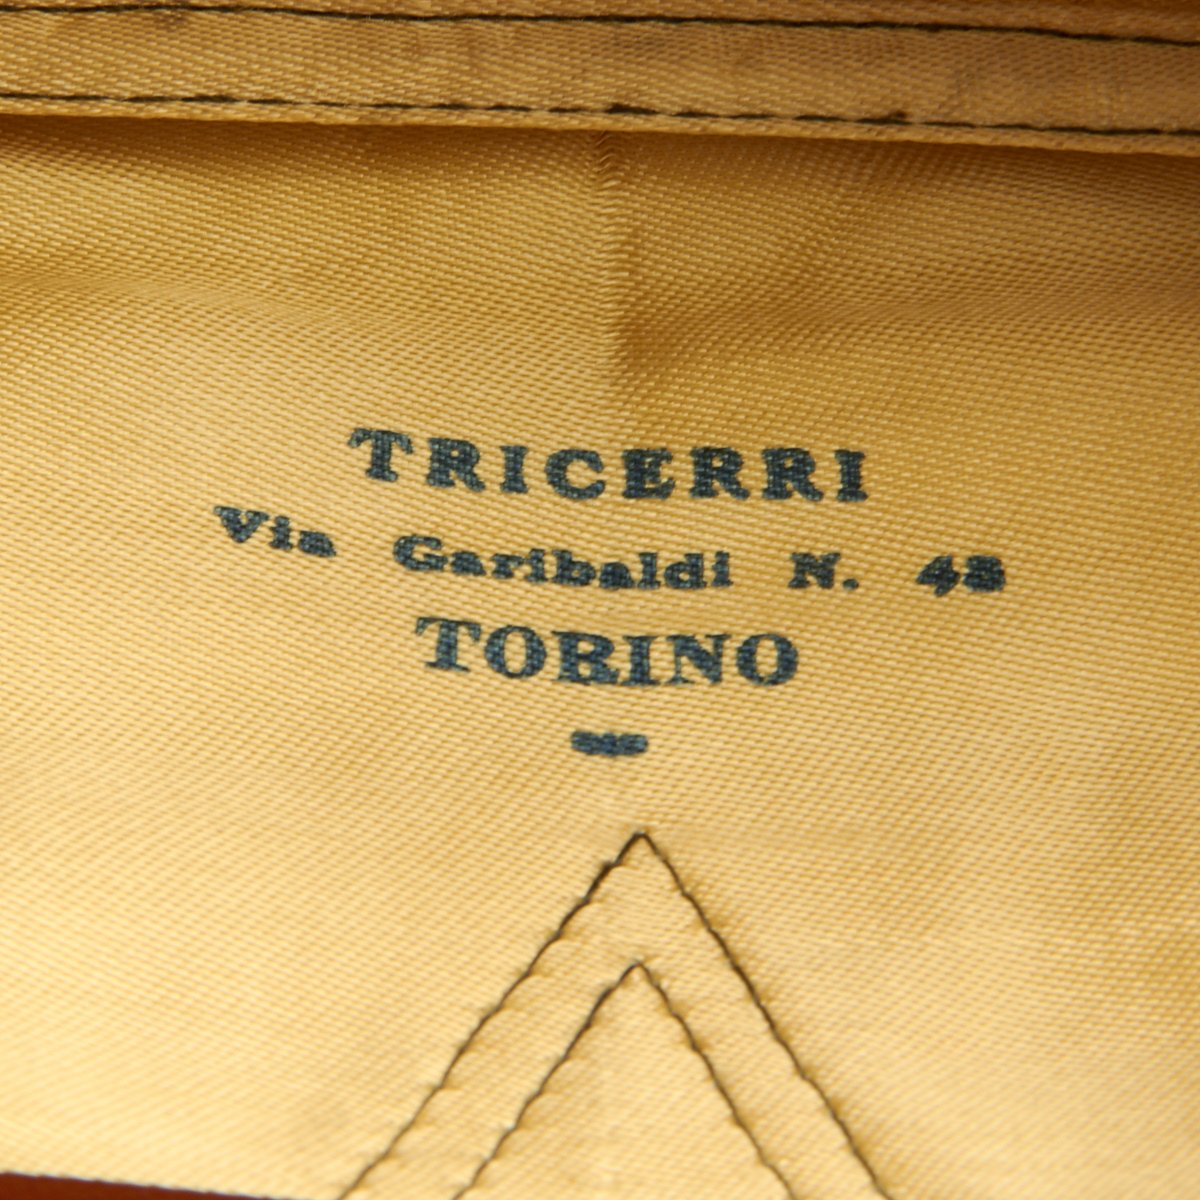 TRICERRI
Via Garibaldi N. 48
TORINO